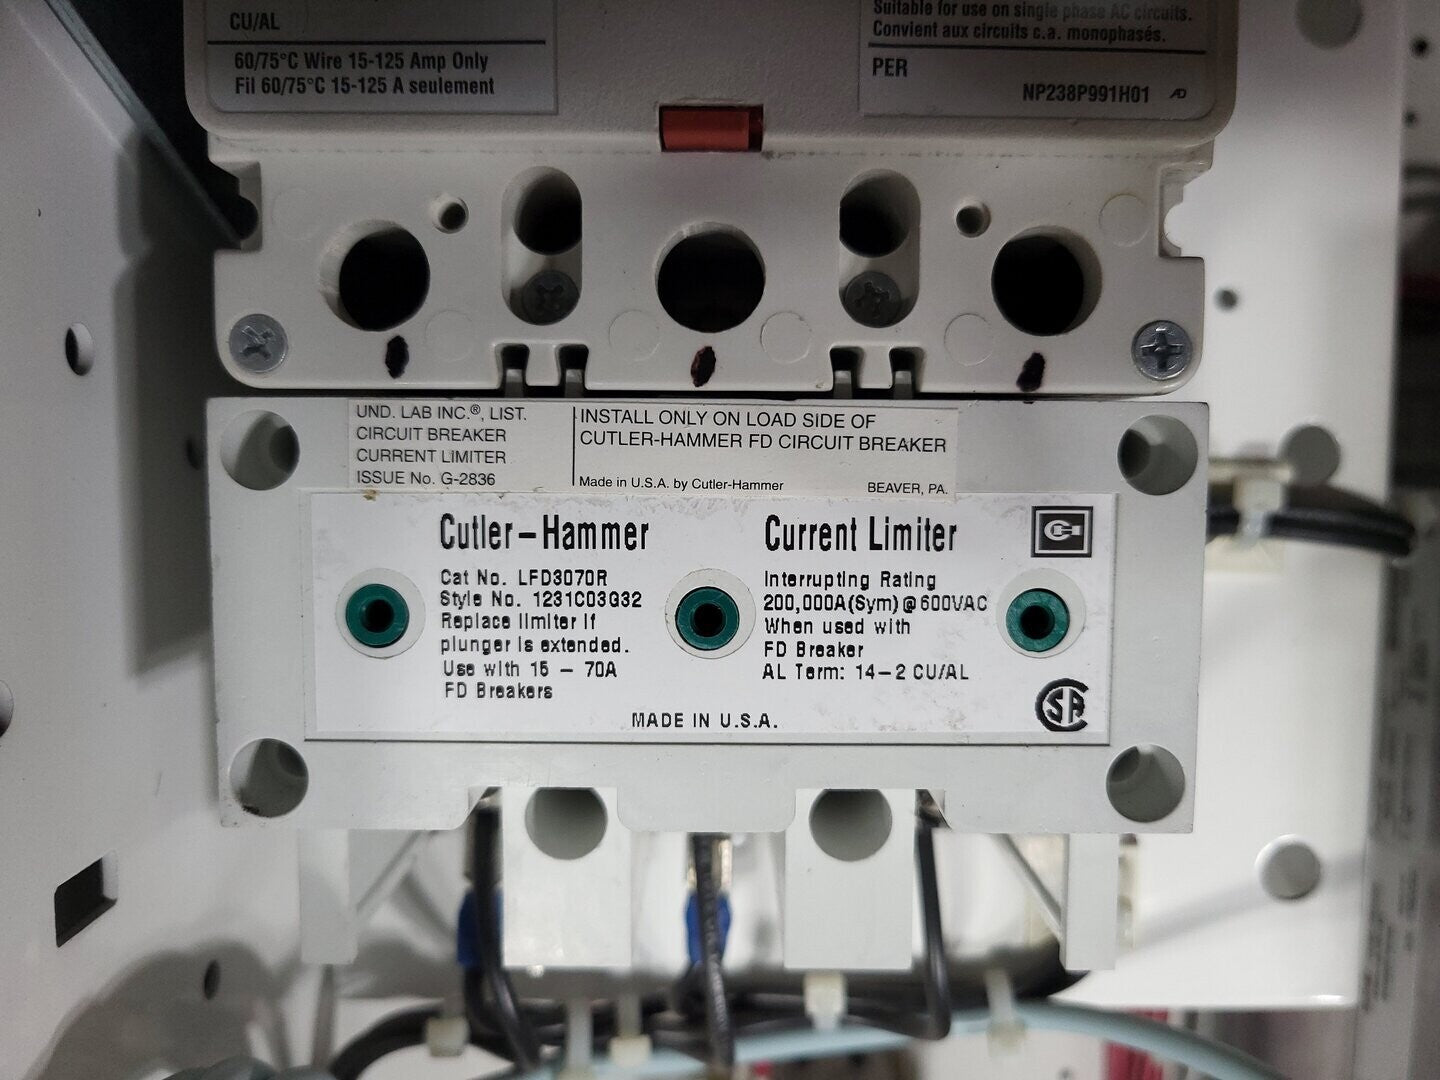 CU/AL
60/75°C Wire 15-125 Amp Only
Fil 60/75°C 15-125 A seulement
Suitable for use on single phase AC circuits.
Convient aux circuits c.a. monophasés.
PER
NP238P991H01
UND. LAB INC.®, LIST.
CIRCUIT BREAKER
CURRENT LIMITER
ISSUE No. G-2836
INSTALL ONLY ON LOAD SIDE OF
CUTLER-HAMMER FD CIRCUIT BREAKER
Made in U.S.A. by Cutler-Hammer BEAVER, PA.
Cutler-Hammer
Cat No. LFD3070R
Style No. 1231C03G32
Replace limiter if
plunger is extended.
Use with 15 - 70A
FD Breakers
Current Limiter
Interrupting Rating
200,000A(Sym)@600VAC
When used with
FD Breaker
AL Term: 14-2 CU/AL
MADE IN U.S.A.